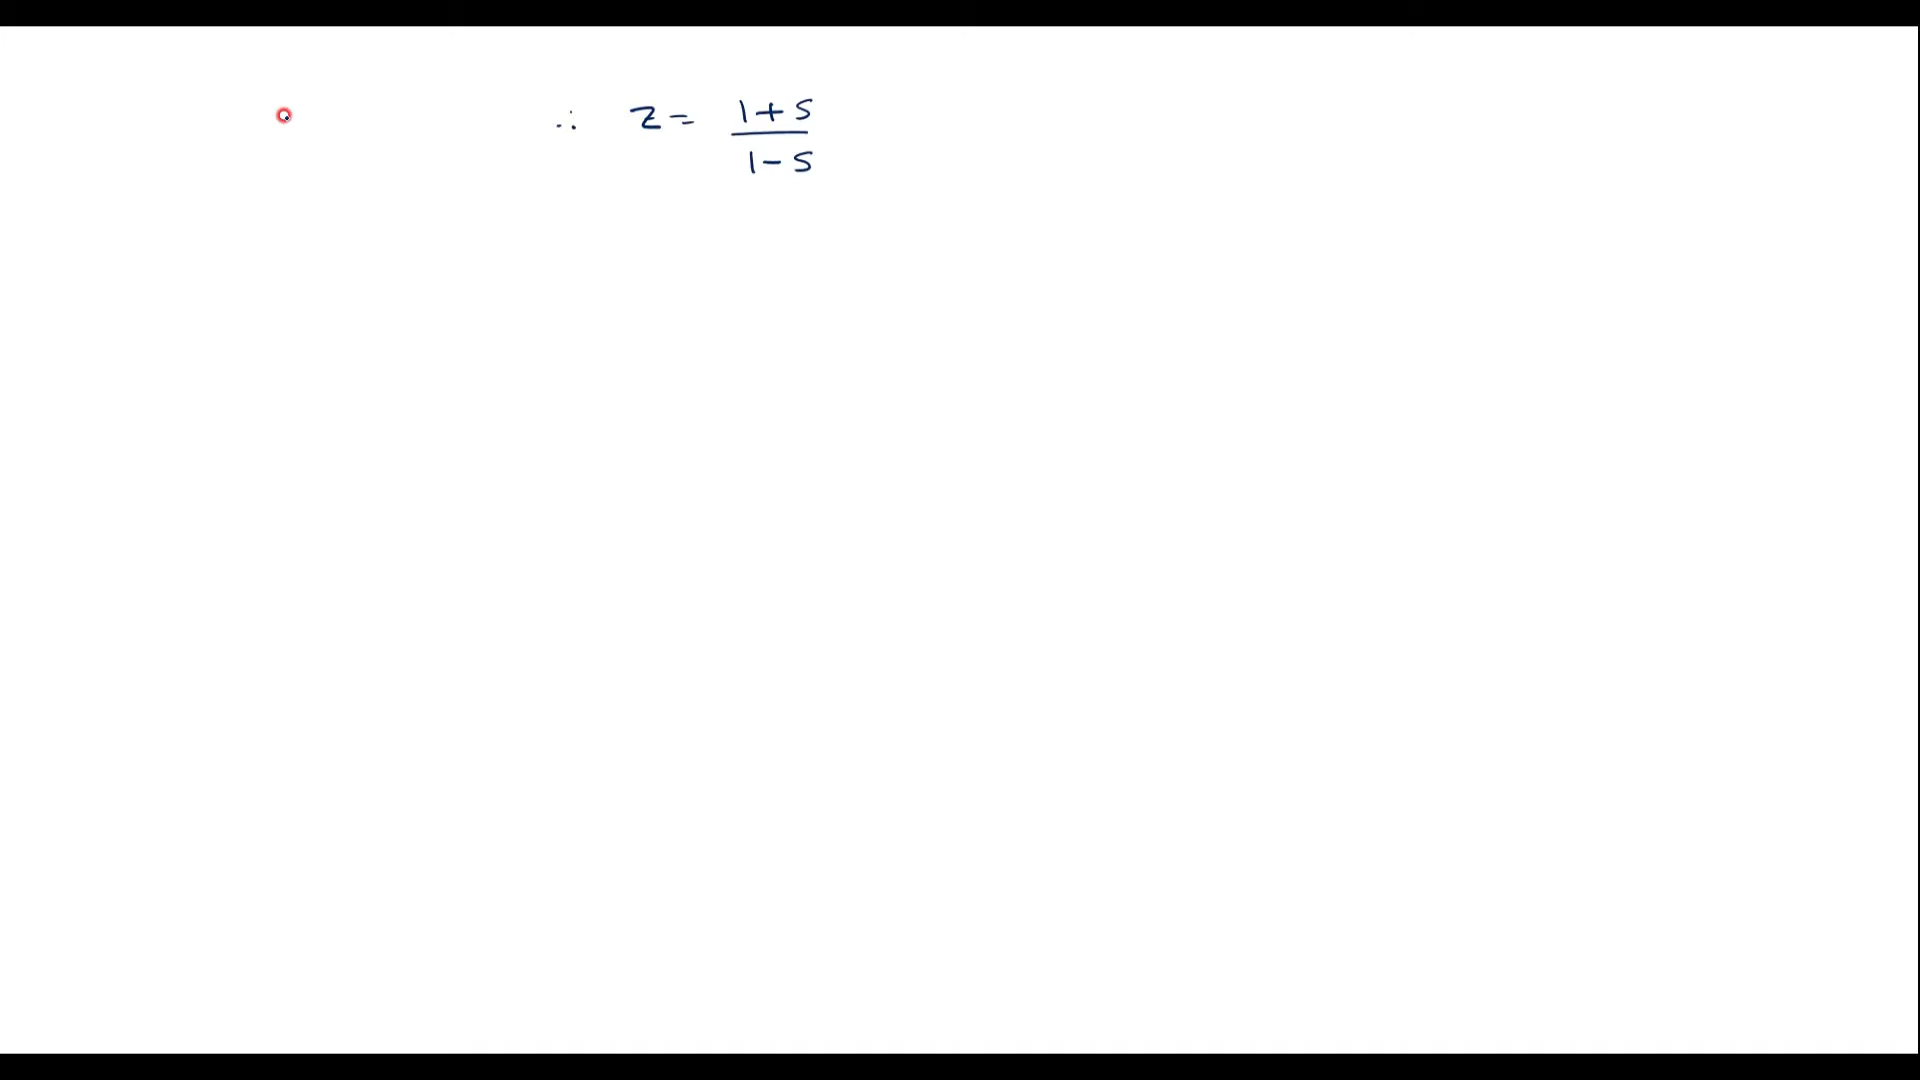 ∴ z = (1+s)/(1-s)